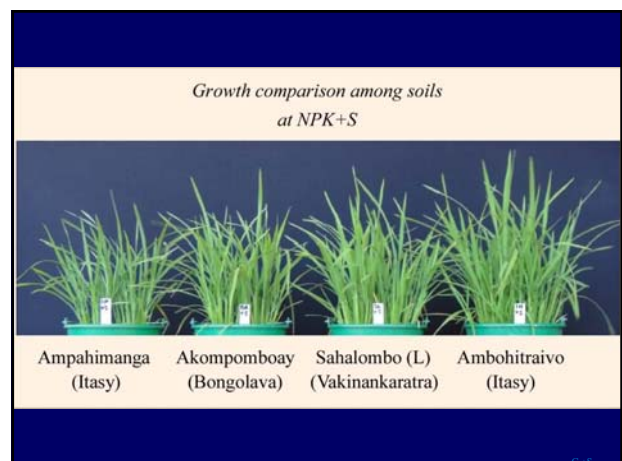 Growth comparison among soils
at NPK+S
Ampahimanga Akompomboay Sahalombo (L) Ambohitraivo
(Itasy) (Bongolava) (Vakinankaratra) (Itasy)